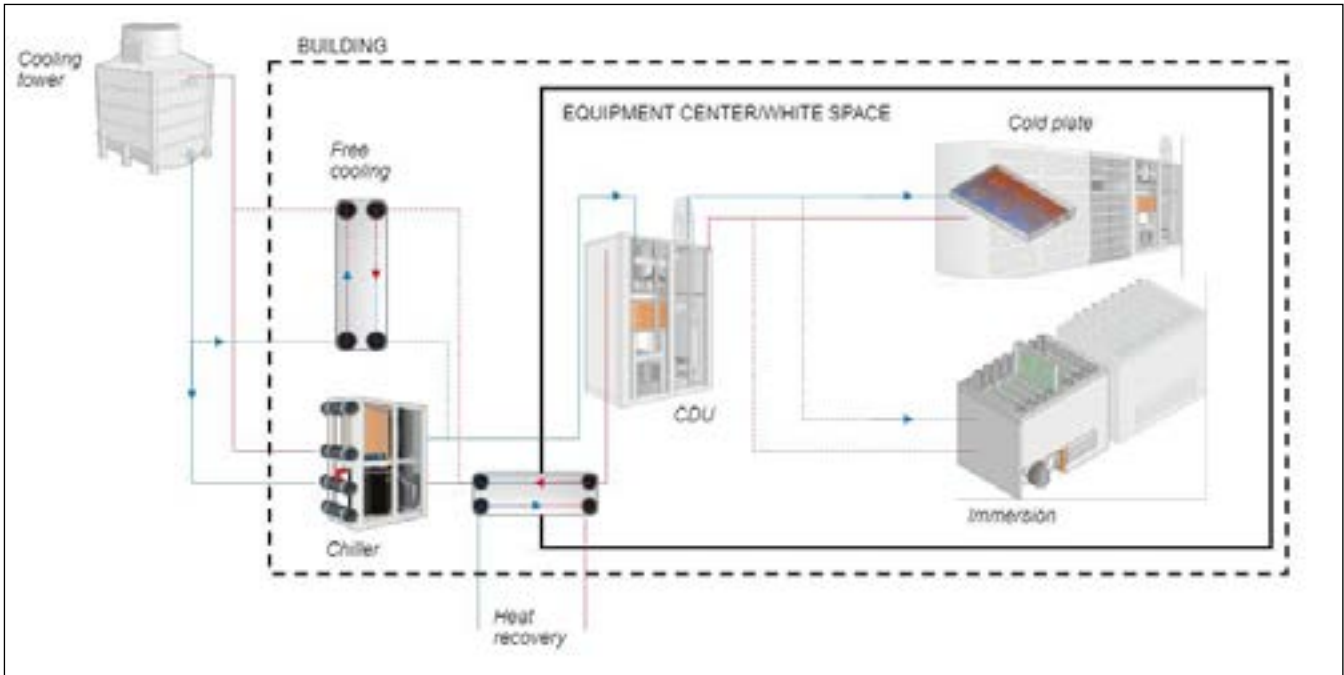 Cooling
tower
BUILDING
EQUIPMENT CENTER/WHITE SPACE
Cold plate
Free
cooling
CDU
Immersion
Chiller
Heat
recovery